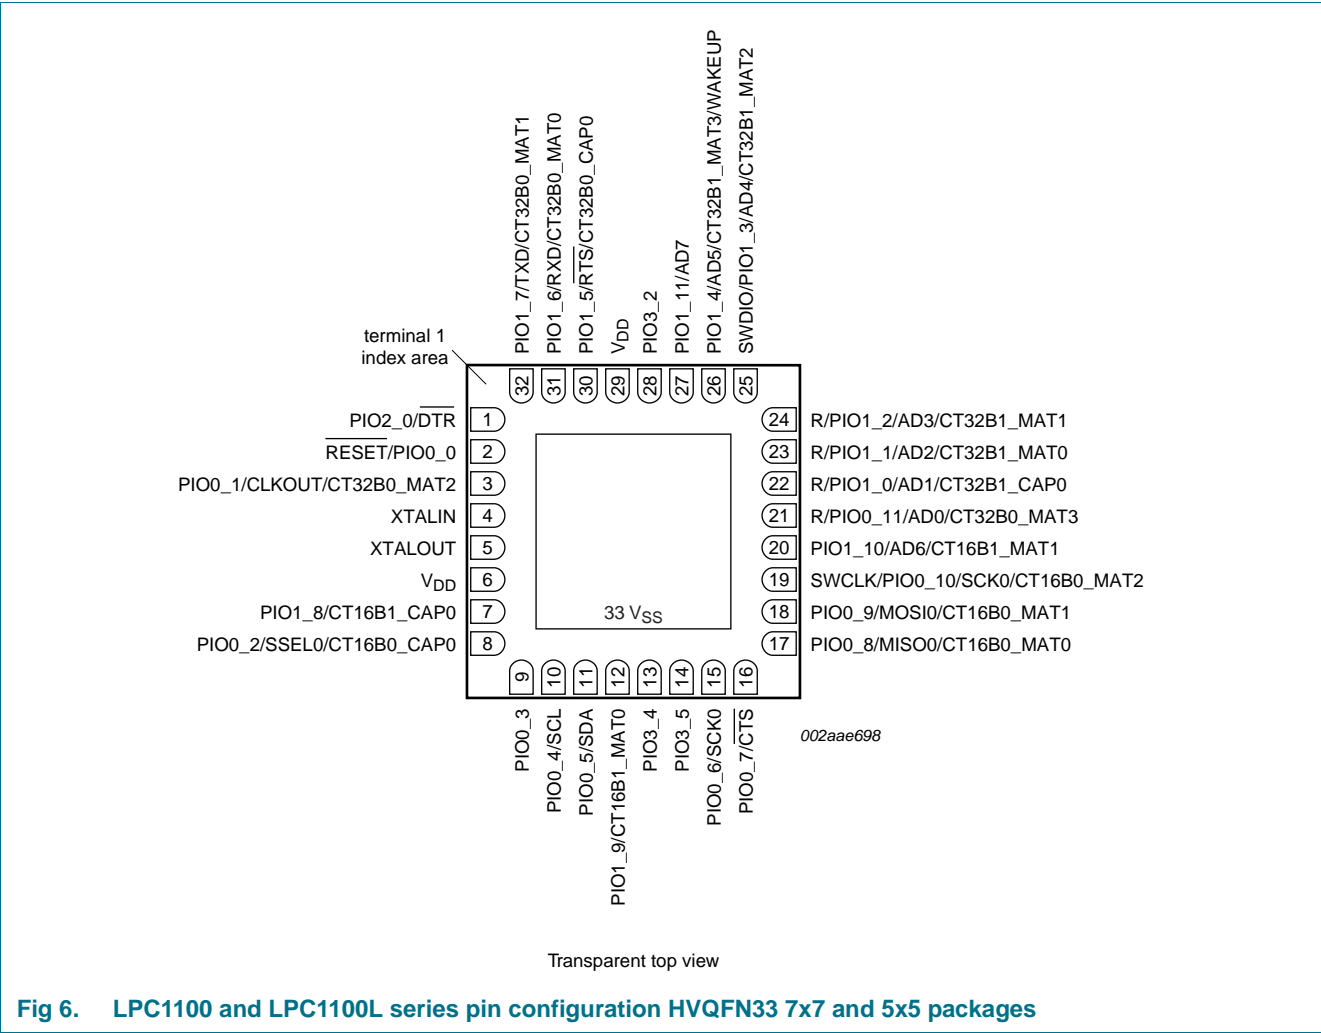 PIO1_7/TXD/CT32B0_MAT1
PIO1_6/RXD/CT32B0_MAT0
PIO1_5/RTS/CT32B0_CAP0
VDD
PIO3_2
PIO1_11/AD7
PIO1_4/AD5/CT32B1_MAT3/WAKEUP
SWDIO/PIO1_3/AD4/CT32B1_MAT2
terminal 1
index area
32 31 30 29 28 27 26 25
PIO2_0/DTR 1
RESET/PIO0_0 2
PIO0_1/CLKOUT/CT32B0_MAT2 3
XTALIN 4
XTALOUT 5
VDD 6
PIO1_8/CT16B1_CAP0 7
PIO0_2/SSEL0/CT16B0_CAP0 8
24 R/PIO1_2/AD3/CT32B1_MAT1
23 R/PIO1_1/AD2/CT32B1_MAT0
22 R/PIO1_0/AD1/CT32B1_CAP0
21 R/PIO0_11/AD0/CT32B0_MAT3
20 PIO1_10/AD6/CT16B1_MAT1
19 SWCLK/PIO0_10/SCK0/CT16B0_MAT2
18 PIO0_9/MOSI0/CT16B0_MAT1
17 PIO0_8/MISO0/CT16B0_MAT0
33 VSS
9 10 11 12 13 14 15 16
PIO0_3
PIO0_4/SCL
PIO0_5/SDA
PIO1_9/CT16B1_MAT0
PIO3_4
PIO3_5
PIO0_6/SCK0
PIO0_7/CTS
002aae698
Transparent top view
Fig 6. LPC1100 and LPC1100L series pin configuration HVQFN33 7x7 and 5x5 packages